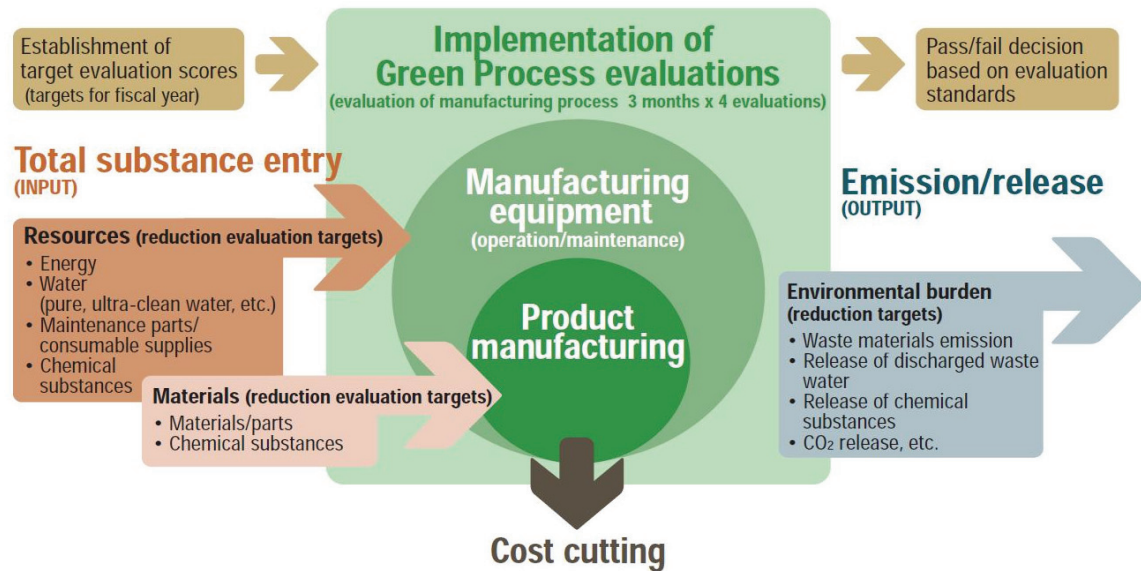 Establishment of
target evaluation scores
(targets for fiscal year)
Implementation of
Green Process evaluations
(evaluation of manufacturing process 3 months x 4 evaluations)
Pass/fail decision
based on evaluation
standards
Total substance entry
(INPUT)
Resources (reduction evaluation targets)
• Energy
• Water
(pure, ultra-clean water, etc.)
• Maintenance parts/
consumable supplies
• Chemical
substances
Materials (reduction evaluation targets)
• Materials/parts
• Chemical substances
Manufacturing
equipment
(operation/maintenance)
Product
manufacturing
Emission/release
(OUTPUT)
Environmental burden
(reduction targets)
• Waste materials emission
• Release of discharged waste
water
• Release of chemical
substances
• CO₂ release, etc.
Cost cutting